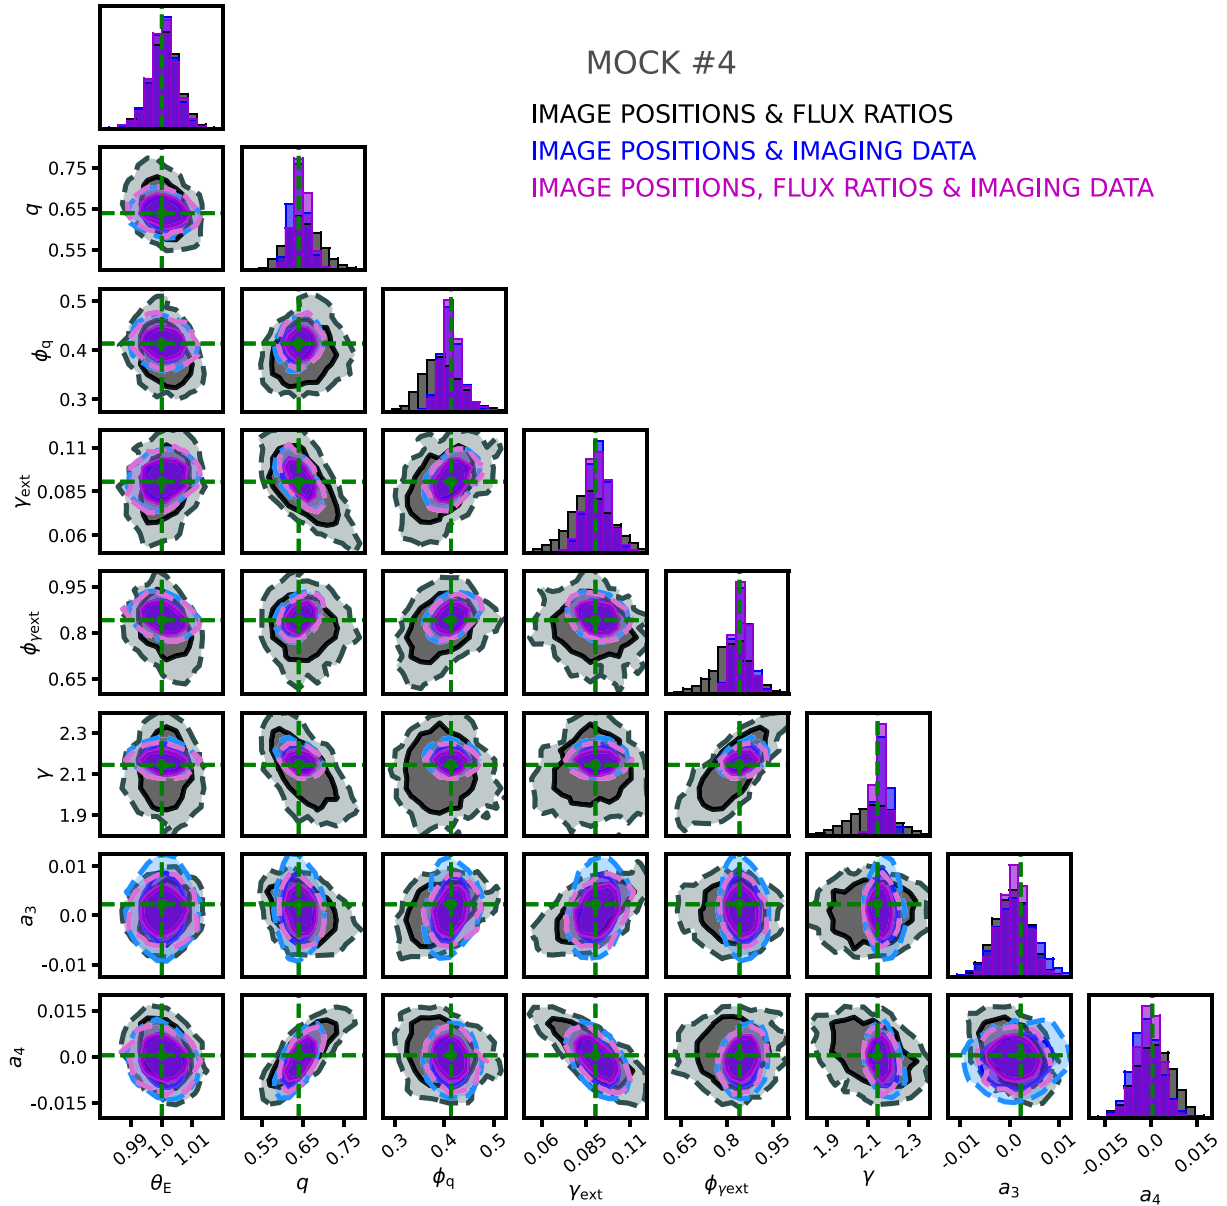 MOCK #4
IMAGE POSITIONS & FLUX RATIOS
IMAGE POSITIONS & IMAGING DATA
IMAGE POSITIONS, FLUX RATIOS & IMAGING DATA
0.75
0.65
0.55
q
0.5
0.4
0.3
ϕq
0.11
0.085
0.06
γext
0.95
0.8
0.65
ϕγext
2.3
2.1
1.9
γ
0.01
0.0
-0.01
a3
0.015
0.0
-0.015
a4
0.99 1.0 1.01 0.55 0.65 0.75 0.3 0.4 0.5 0.06 0.085 0.11 0.65 0.8 0.95 1.9 2.1 2.3 -0.01 0.0 0.01 -0.015 0.0 0.015
θE q ϕq γext ϕγext γ a3 a4